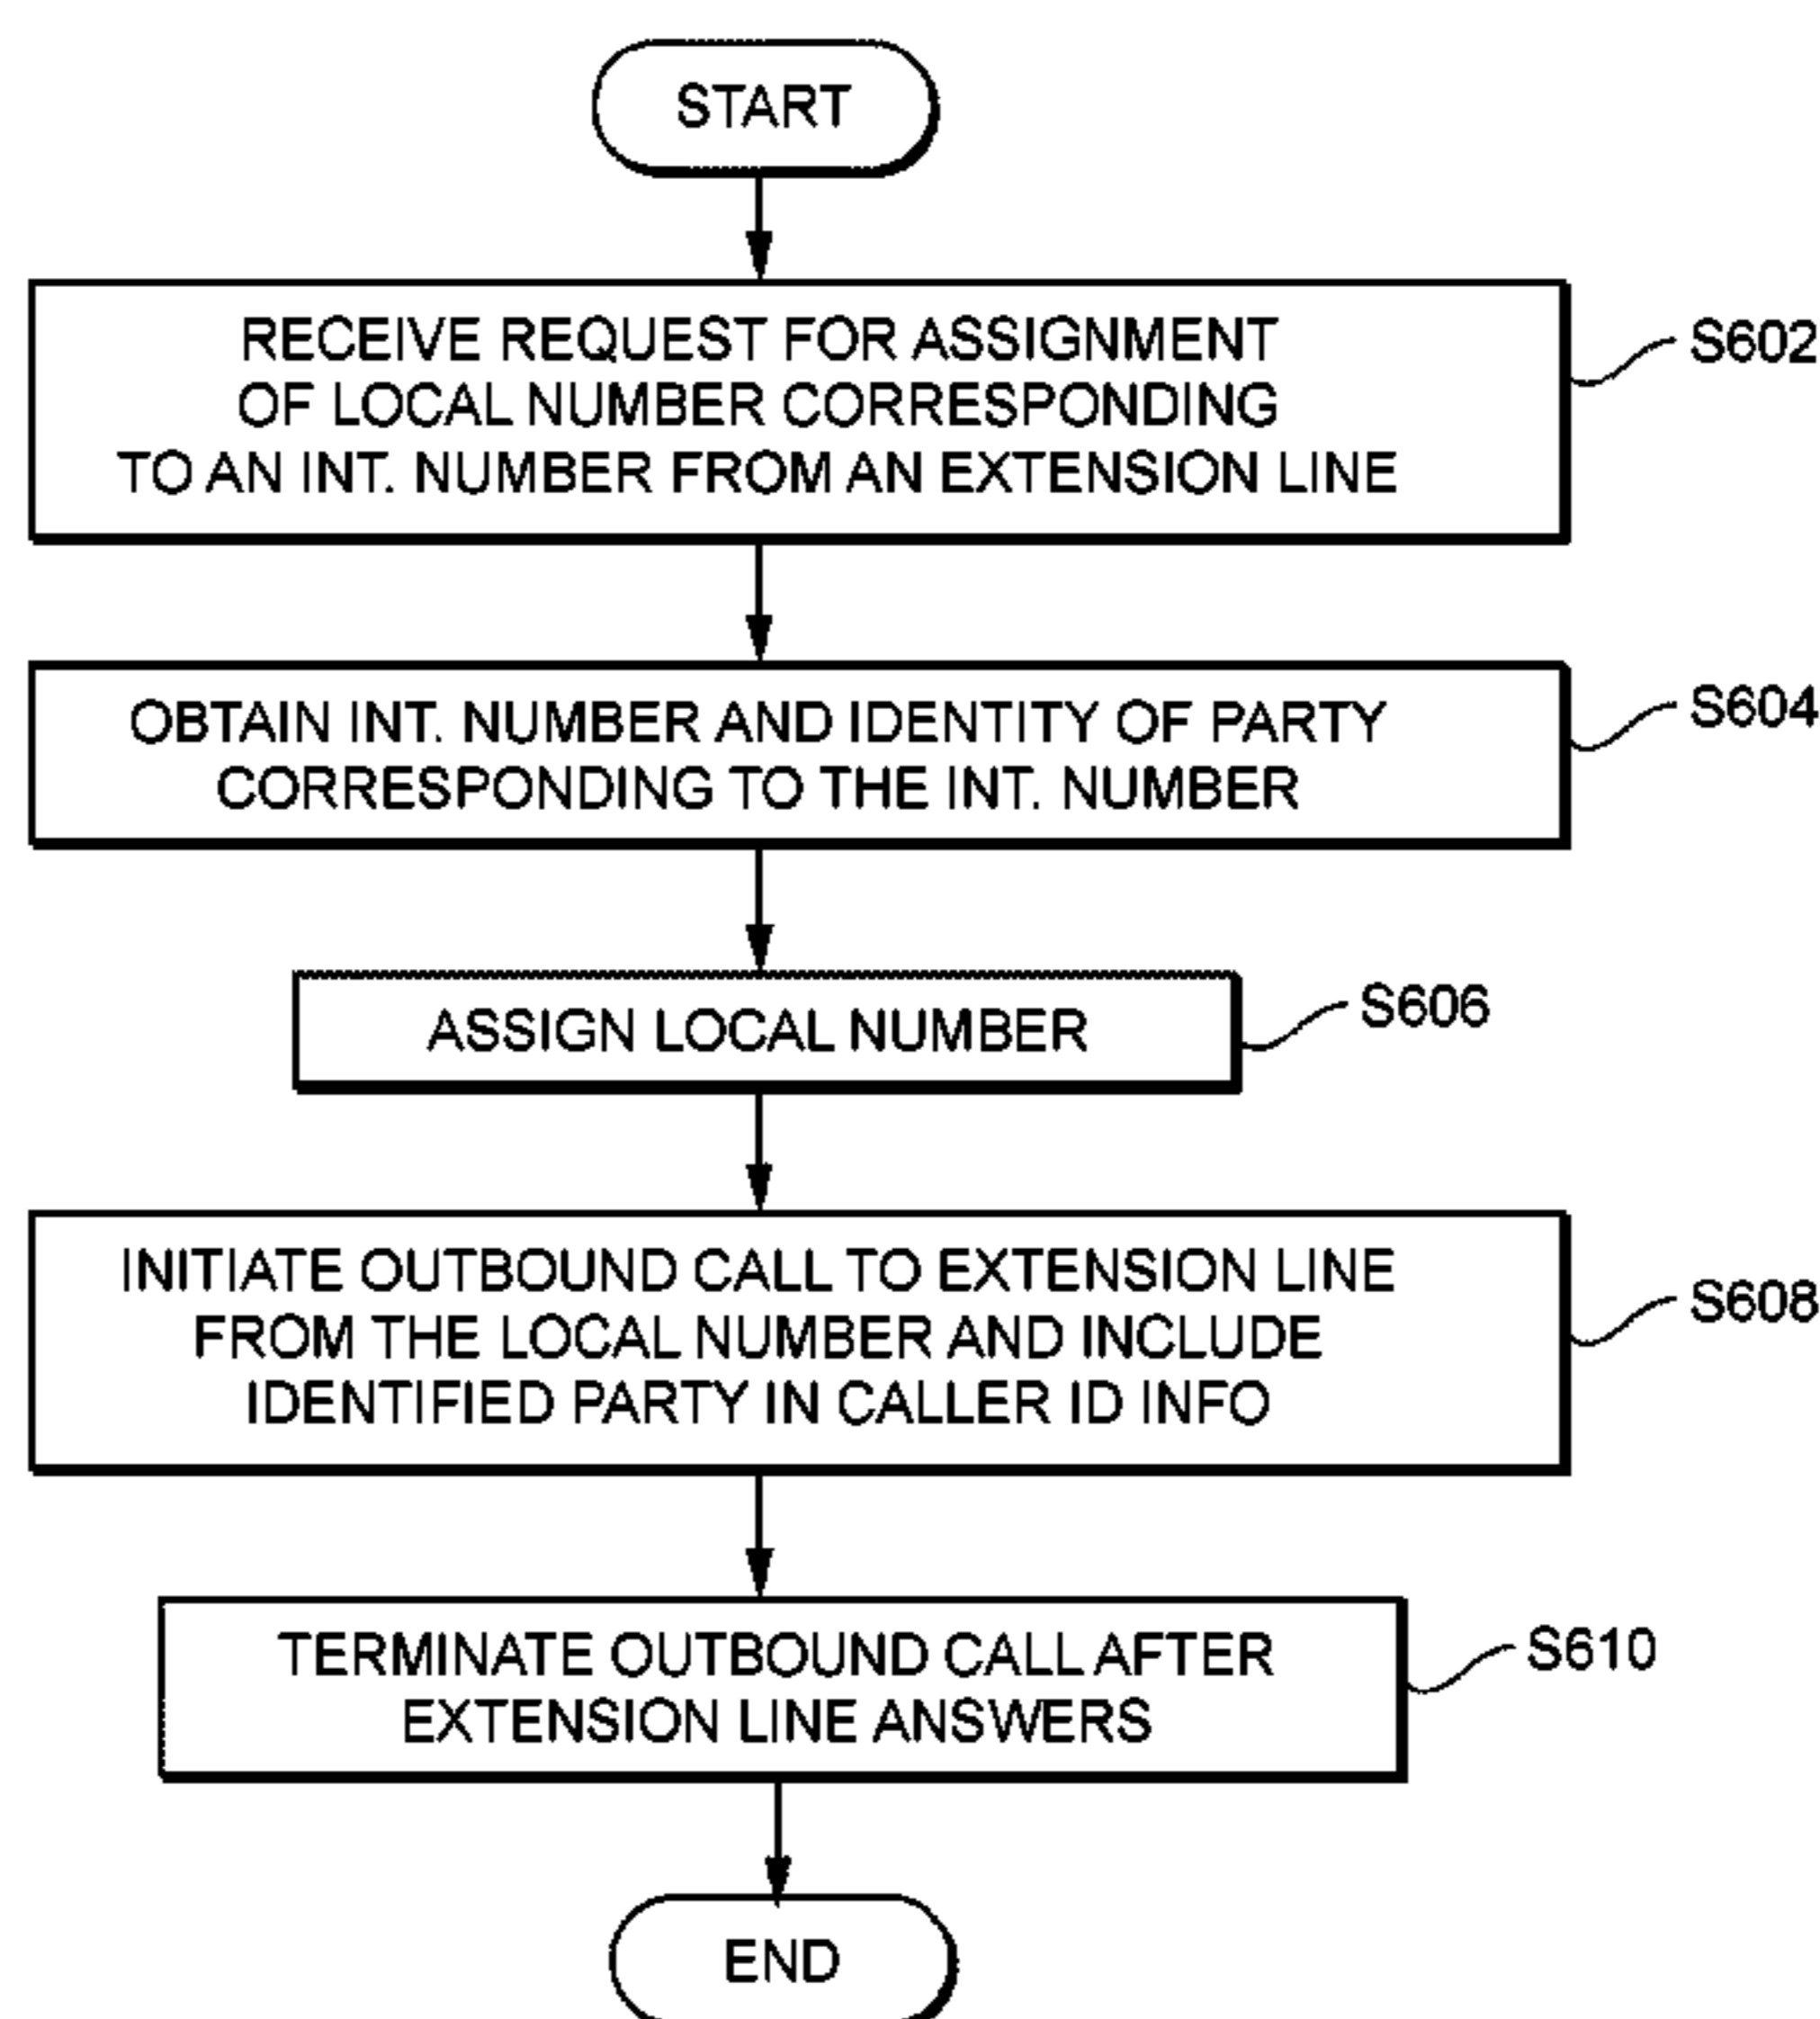 START
RECEIVE REQUEST FOR ASSIGNMENT
OF LOCAL NUMBER CORRESPONDING
TO AN INT. NUMBER FROM AN EXTENSION LINE
S602
OBTAIN INT. NUMBER AND IDENTITY OF PARTY
CORRESPONDING TO THE INT. NUMBER
S604
ASSIGN LOCAL NUMBER
S606
INITIATE OUTBOUND CALL TO EXTENSION LINE
FROM THE LOCAL NUMBER AND INCLUDE
IDENTIFIED PARTY IN CALLER ID INFO
S608
TERMINATE OUTBOUND CALL AFTER
EXTENSION LINE ANSWERS
S610
END